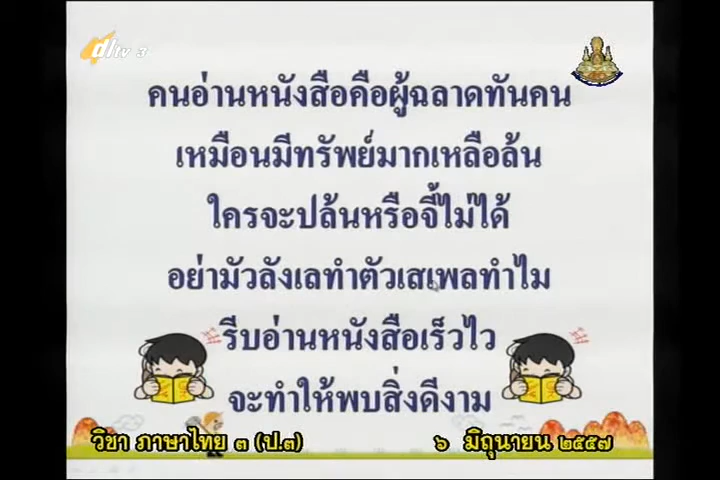 dltv 3
คนอ่านหนังสือคือผู้ฉลาดทันคน
เหมือนมีทรัพย์มากเหลือล้น
ใครจะปล้นหรือจี้ไม่ได้
อย่ามัวลังเลทำตัวเสเพลทำไม
รีบอ่านหนังสือเร็วไว
จะทำให้พบสิ่งดีงาม
วิชา ภาษาไทย ๓ (ป.๓) ๖ มิถุนายน ๒๕๕๗